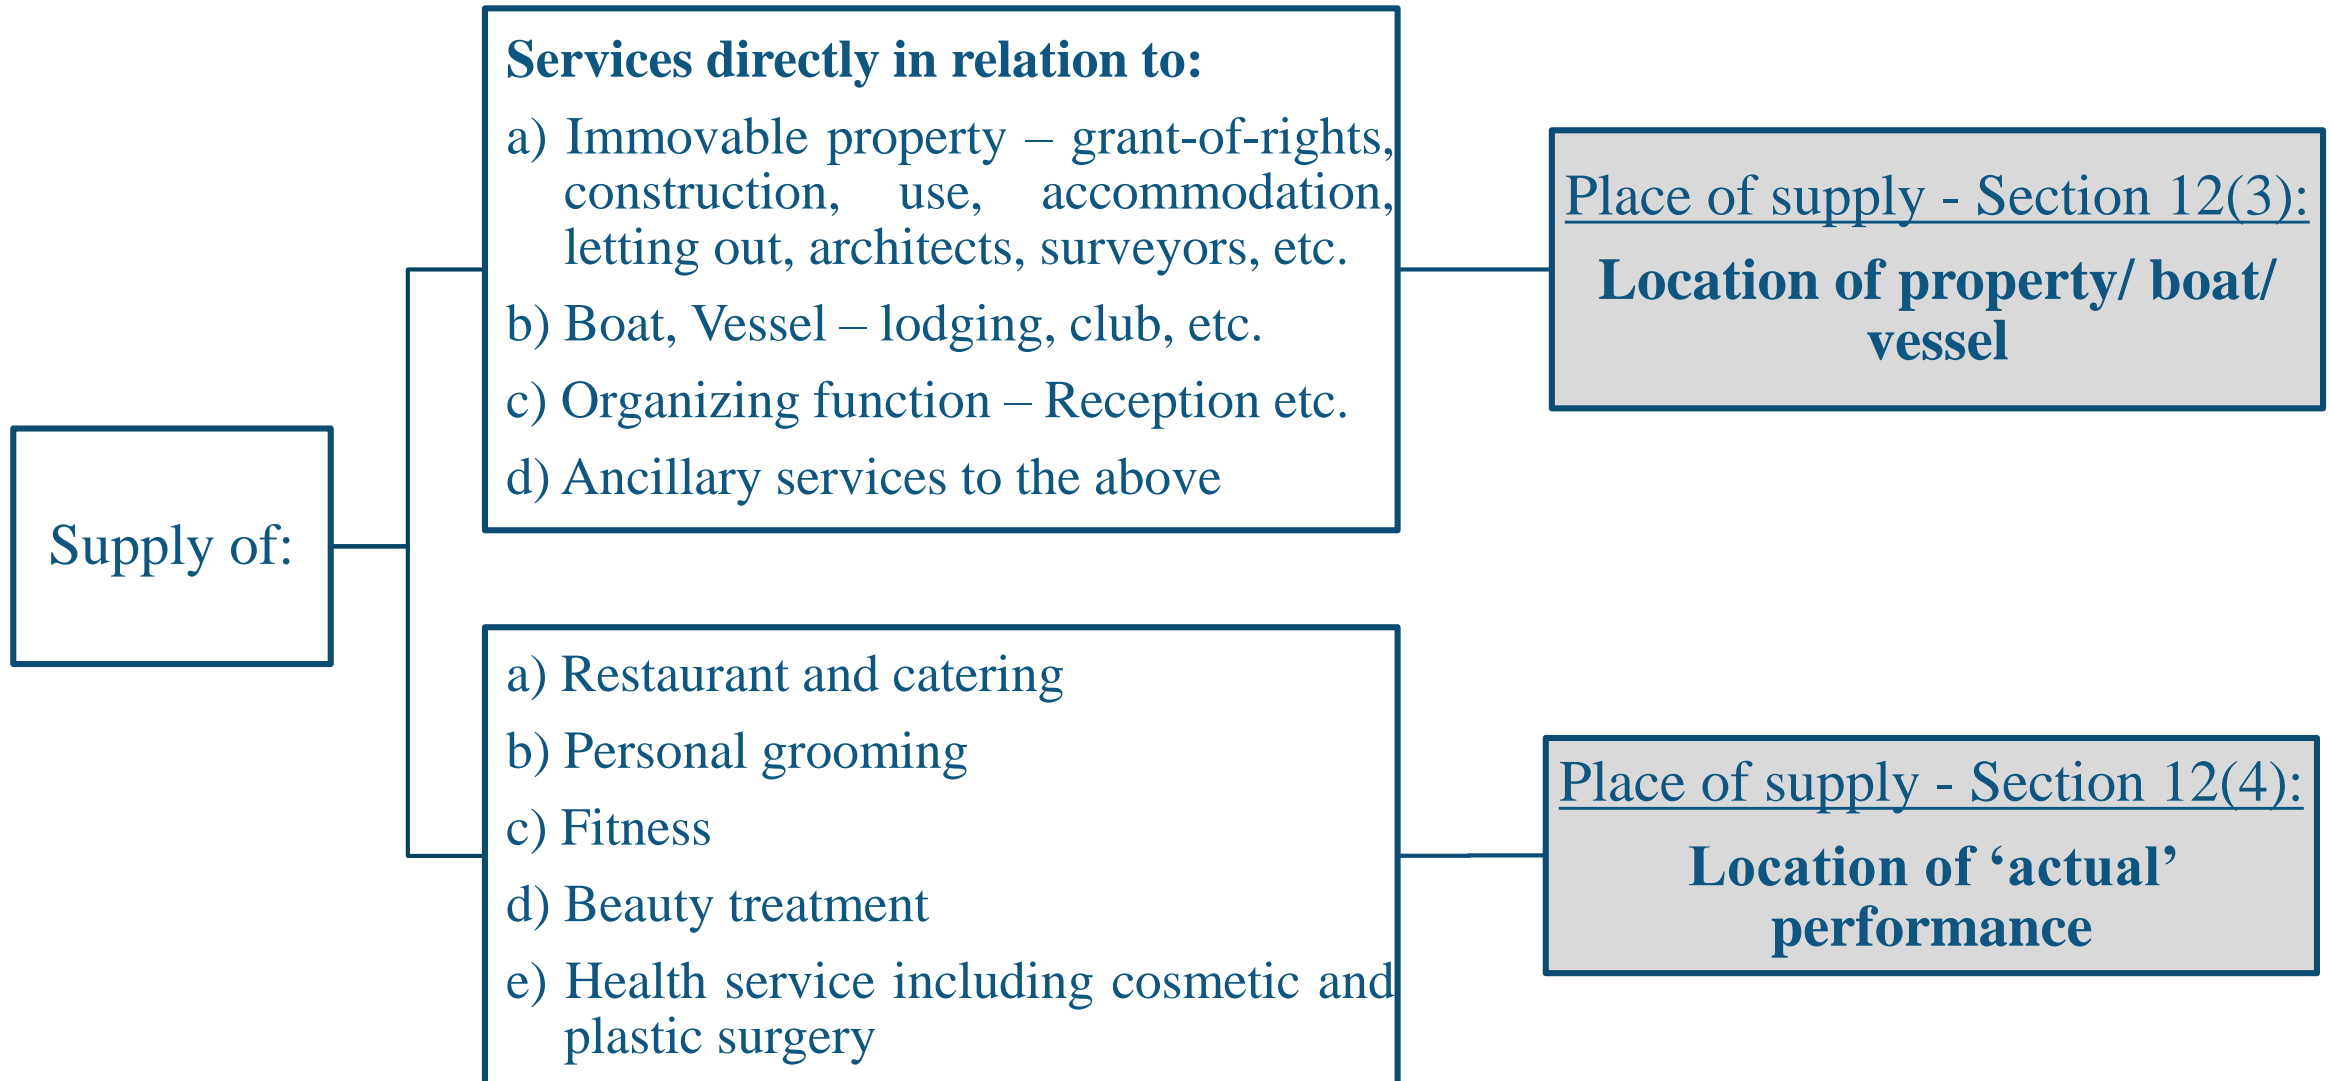 Supply of:
Services directly in relation to:
a) Immovable property – grant-of-rights,
construction, use, accommodation,
letting out, architects, surveyors, etc.
b) Boat, Vessel – lodging, club, etc.
c) Organizing function – Reception etc.
d) Ancillary services to the above
Place of supply - Section 12(3):
Location of property/ boat/
vessel
a) Restaurant and catering
b) Personal grooming
c) Fitness
d) Beauty treatment
e) Health service including cosmetic and
plastic surgery
Place of supply - Section 12(4):
Location of ‘actual’
performance